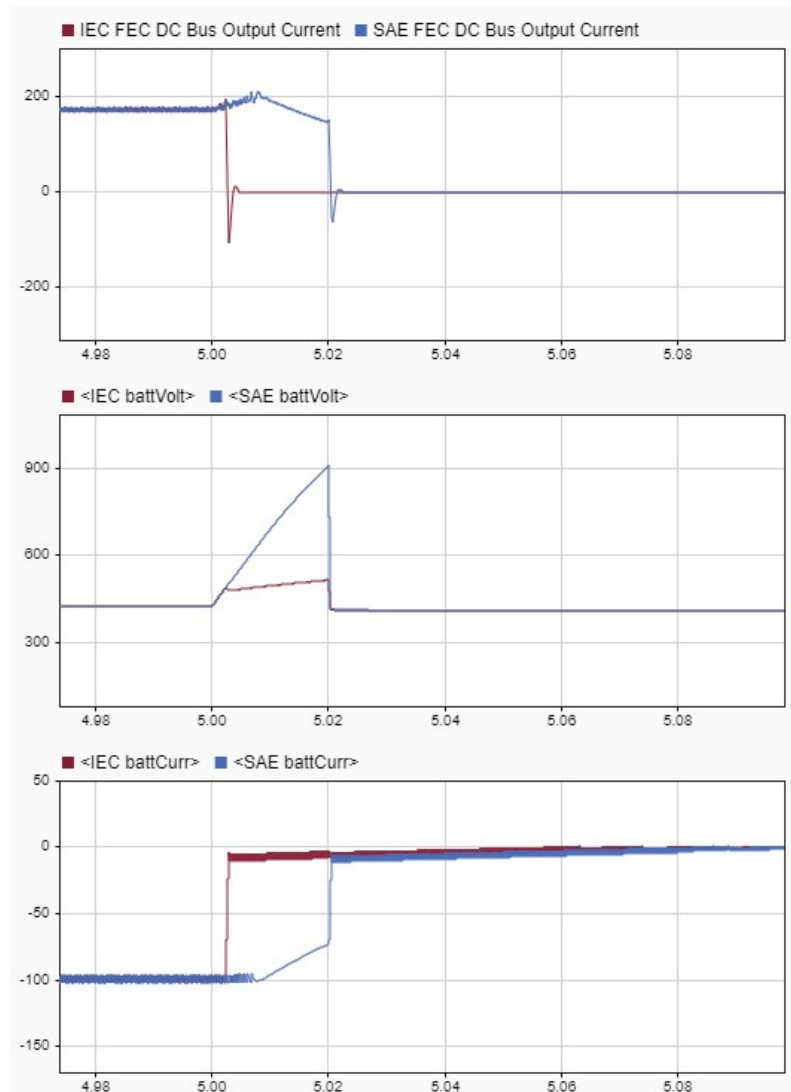 IEC FEC DC Bus Output Current SAE FEC DC Bus Output Current
200
0
-200
4.98 5.00 5.02 5.04 5.06 5.08
<IEC battVolt> <SAE battVolt>
900
600
300
4.98 5.00 5.02 5.04 5.06 5.08
<IEC battCurr> <SAE battCurr>
50
0
-50
-100
-150
4.98 5.00 5.02 5.04 5.06 5.08